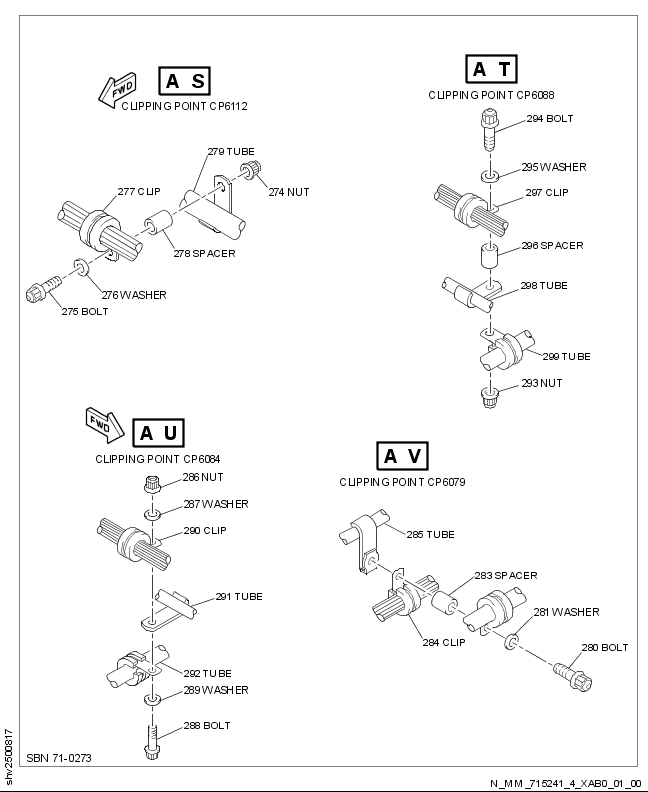 FWD
A S
CLIPPING POINT CP6112
279 TUBE
277 CLIP
274 NUT
278 SPACER
276 WASHER
275 BOLT
A T
CLIPPING POINT CP6088
294 BOLT
295 WASHER
297 CLIP
296 SPACER
298 TUBE
299 TUBE
293 NUT
FWD
A U
CLIPPING POINT CP6084
286 NUT
287 WASHER
290 CLIP
291 TUBE
292 TUBE
289 WASHER
288 BOLT
A V
CLIPPING POINT CP6079
285 TUBE
283 SPACER
281 WASHER
284 CLIP
280 BOLT
SBN 71-0273
shv2500817
N_MM_715241_4_XAB0_01_00